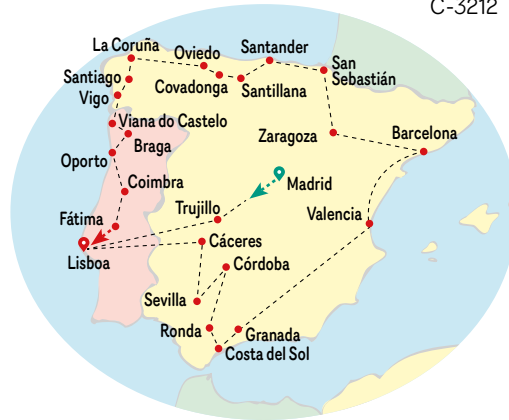 C-3212
La Coruña
Oviedo
Santander
San
Sebastián
Santiago
Covadonga
Santillana
Vigo
Viana do Castelo
Braga
Zaragoza
Barcelona
Oporto
Coimbra
Madrid
Trujillo
Valencia
Fátima
Lisboa
Cáceres
Córdoba
Sevilla
Ronda
Granada
Costa del Sol